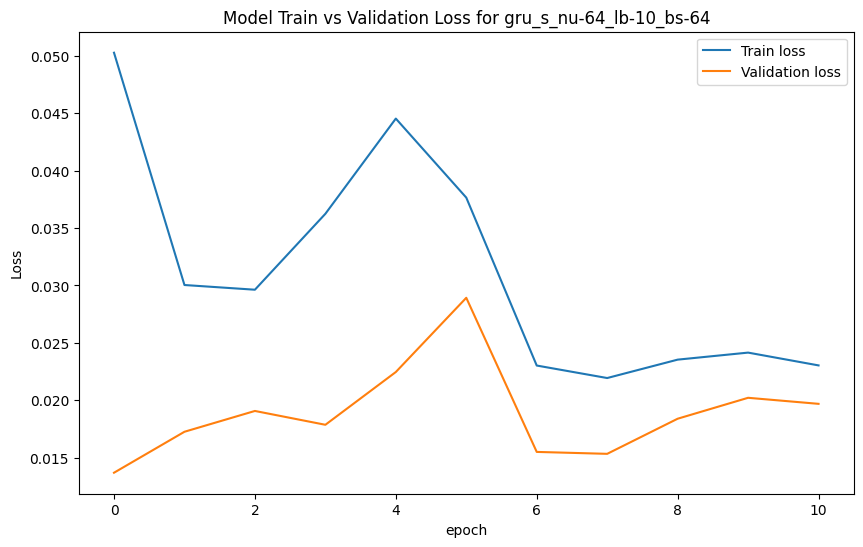 Model Train vs Validation Loss for gru_s_nu-64_lb-10_bs-64
Train loss
Validation loss
0.050
0.045
0.040
0.035
0.030
0.025
0.020
0.015
Loss
0 2 4 6 8 10
epoch